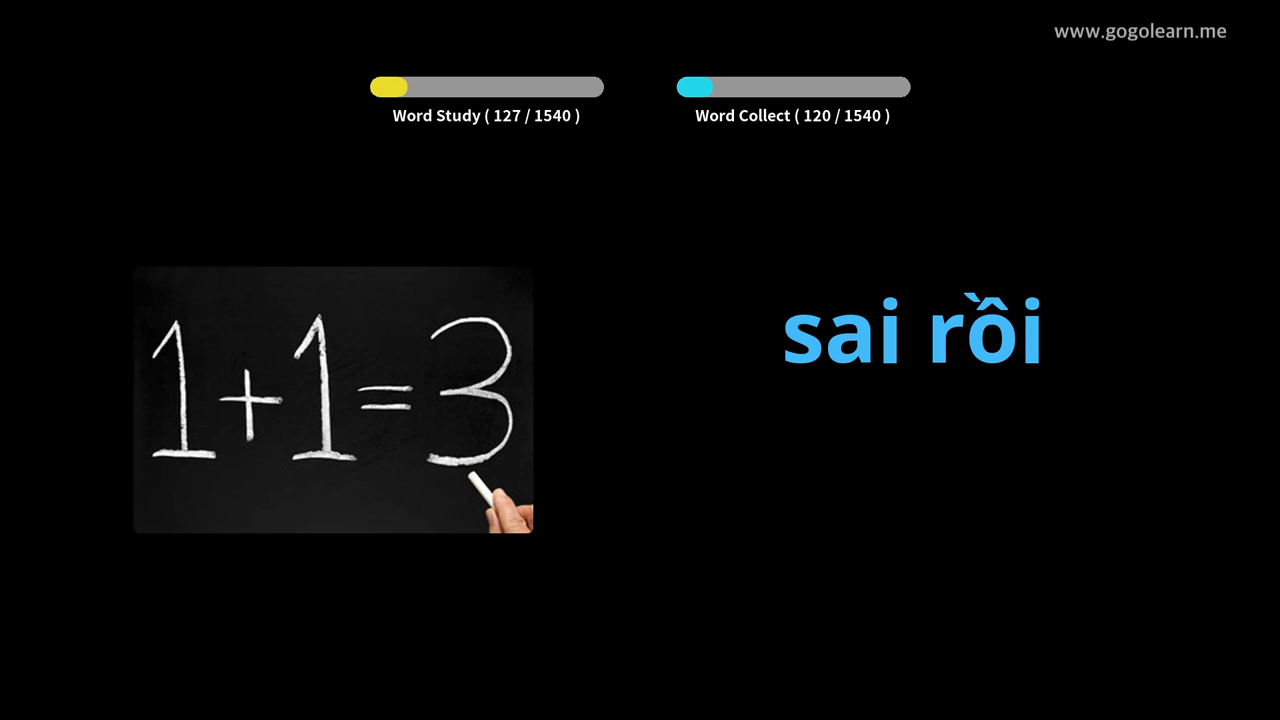 www.gogolearn.me
Word Study ( 127 / 1540 )
Word Collect ( 120 / 1540 )
1+1=3
sai rồi